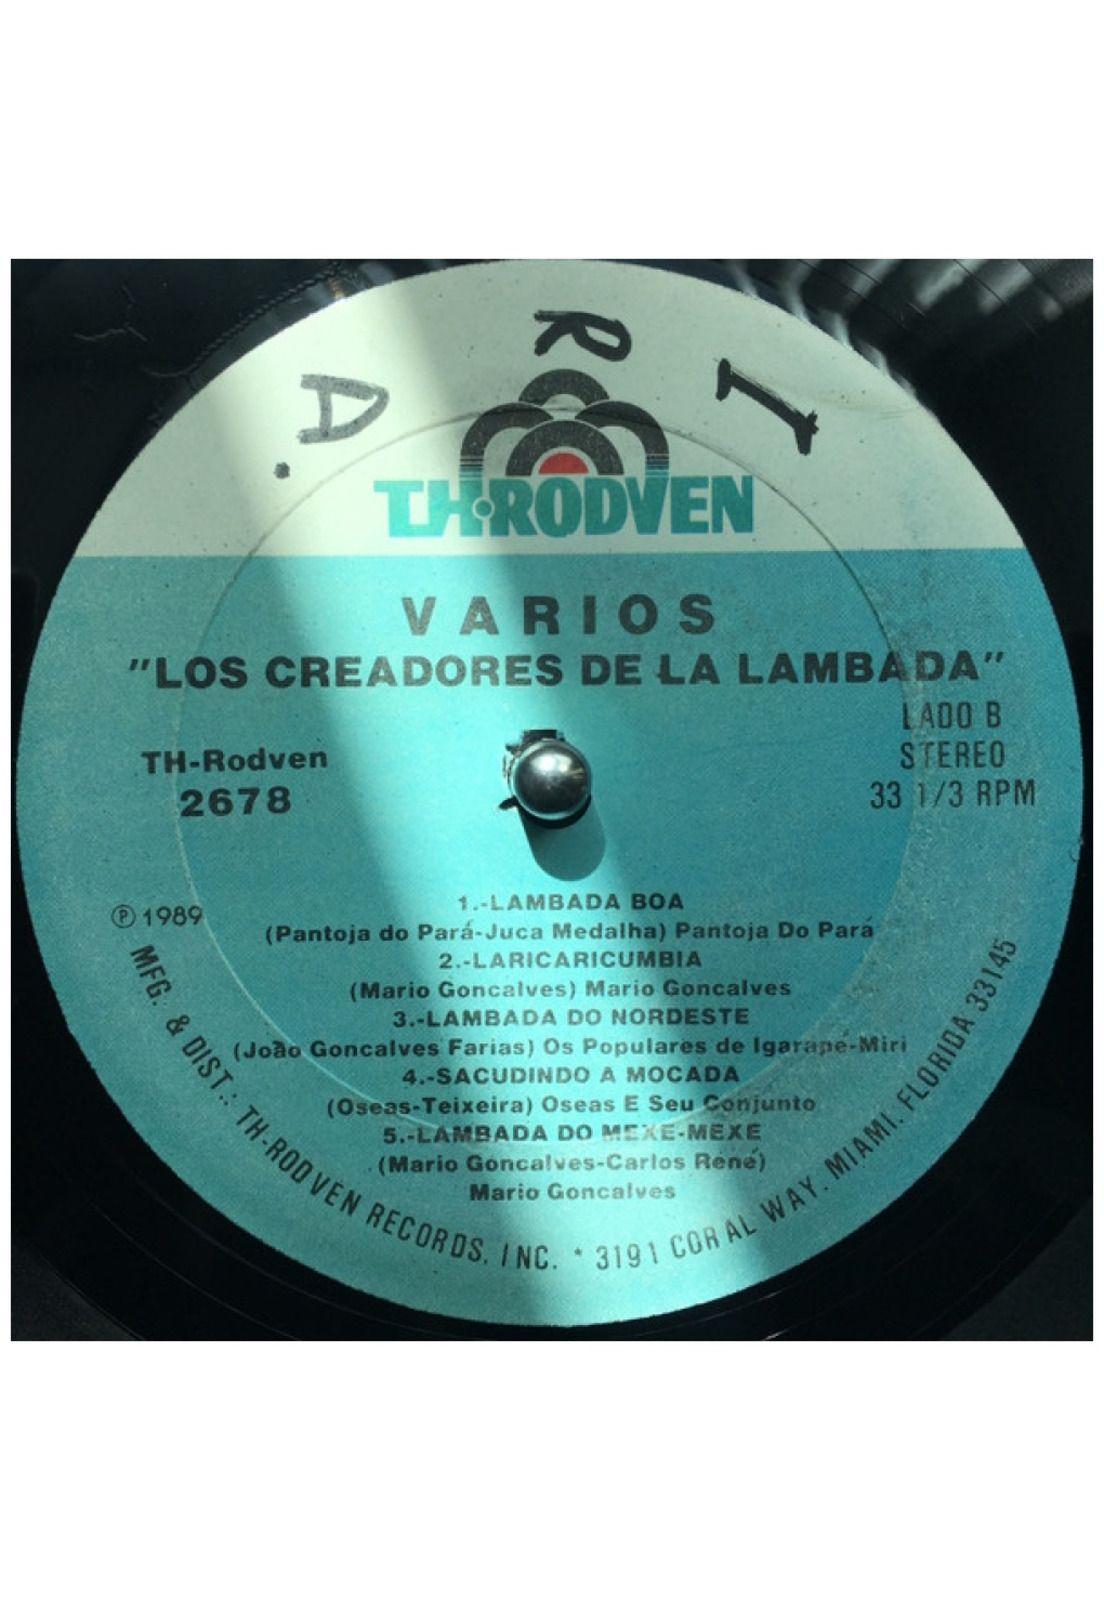 D.
R
I
TH·RODVEN
VARIOS
"LOS CREADORES DE LA LAMBADA"
LADO B
STEREO
33 1/3 RPM
TH-Rodven
2678
Ⓟ 1989
1.-LAMBADA BOA
(Pantoja do Pará-Juca Medalha) Pantoja Do Pará
2.-LARICARICUMBIA
(Mario Goncalves) Mario Goncalves
3.-LAMBADA DO NORDESTE
(João Goncalves Farias) Os Populares de Igarapé-Miri
4.-SACUDINDO A MOCADA
(Oseas-Teixeira) Oseas E Seu Conjunto
5.-LAMBADA DO MEXE-MEXE
(Mario Goncalves-Carlos René)
Mario Goncalves
MFG. & DIST.: TH-RODVEN RECORDS, INC. * 3191 CORAL WAY. MIAMI. FLORIDA 33145